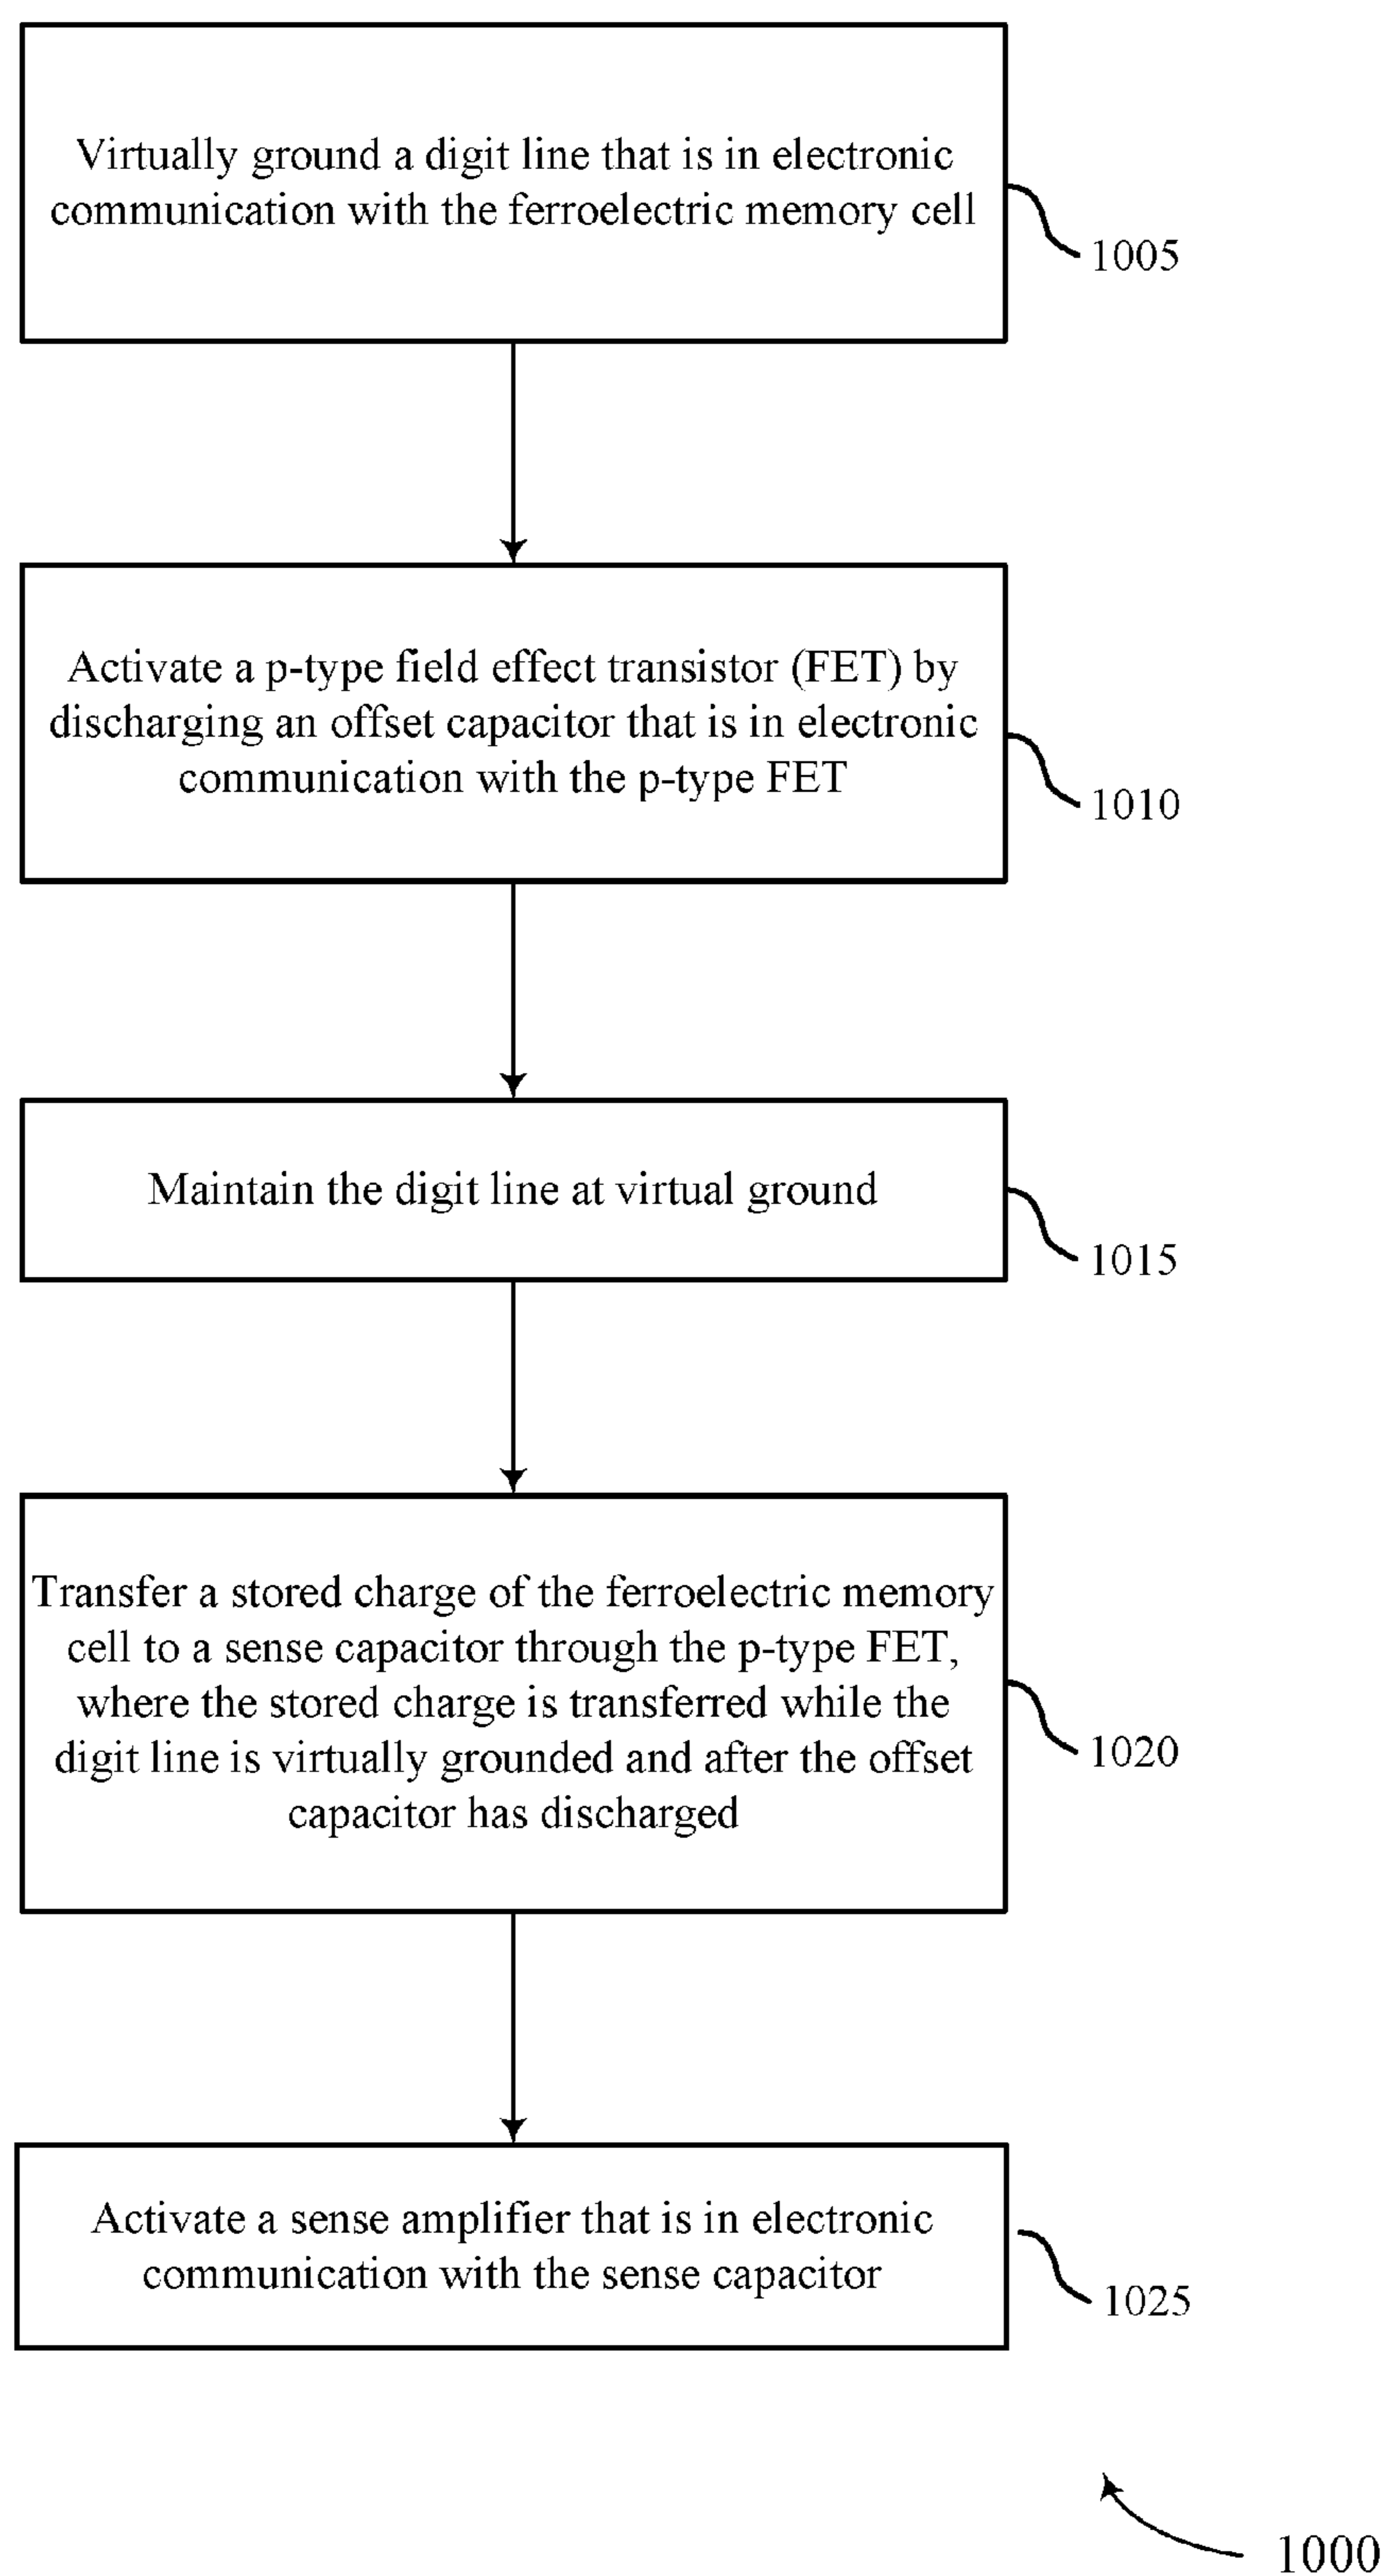 Virtually ground a digit line that is in electronic
communication with the ferroelectric memory cell
1005
Activate a p-type field effect transistor (FET) by
discharging an offset capacitor that is in electronic
communication with the p-type FET
1010
Maintain the digit line at virtual ground
1015
Transfer a stored charge of the ferroelectric memory
cell to a sense capacitor through the p-type FET,
where the stored charge is transferred while the
digit line is virtually grounded and after the offset
capacitor has discharged
1020
Activate a sense amplifier that is in electronic
communication with the sense capacitor
1025
1000